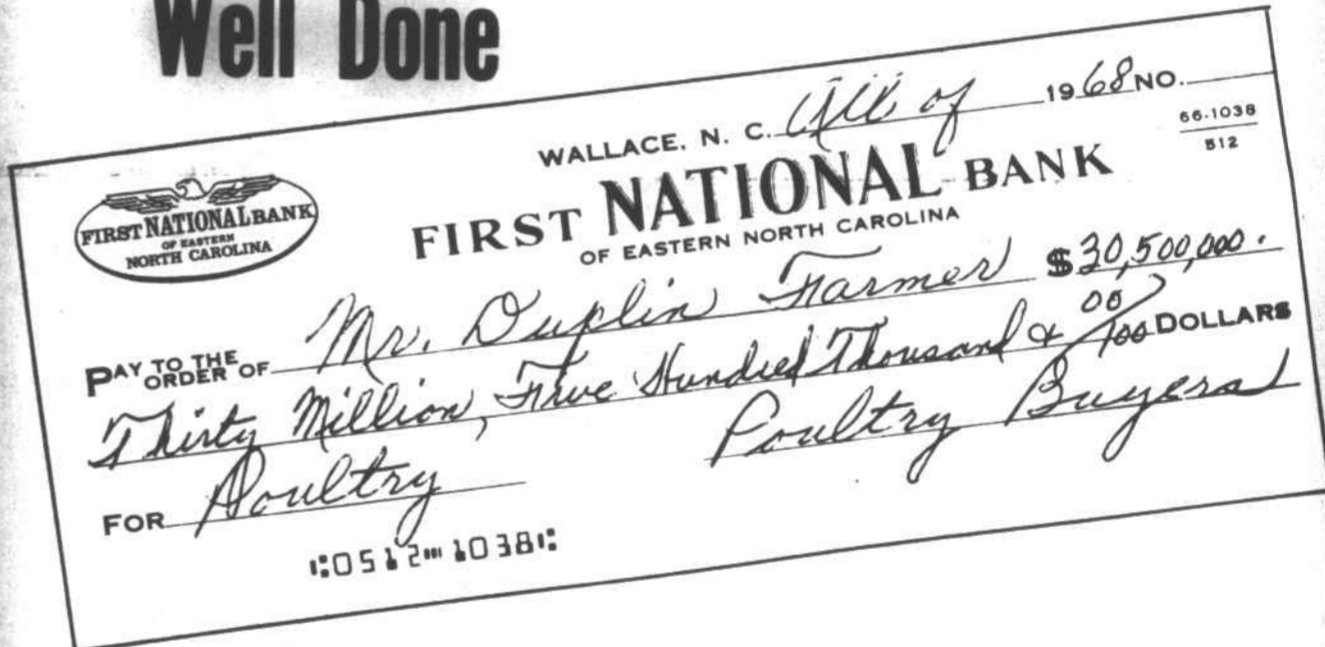 Well Done
WALLACE, N. C. All of 1968 NO.
66-1038
512
FIRST NATIONAL BANK
OF EASTERN
NORTH CAROLINA
FIRST NATIONAL BANK
OF EASTERN NORTH CAROLINA
PAY TO THE ORDER OF Mr. Duplin Farmer $30,500,000.
Thirty Million, Five Hundred Thousand & 00/100 DOLLARS
FOR Poultry Poultry Buyers
⑆0512⑉1038⑆